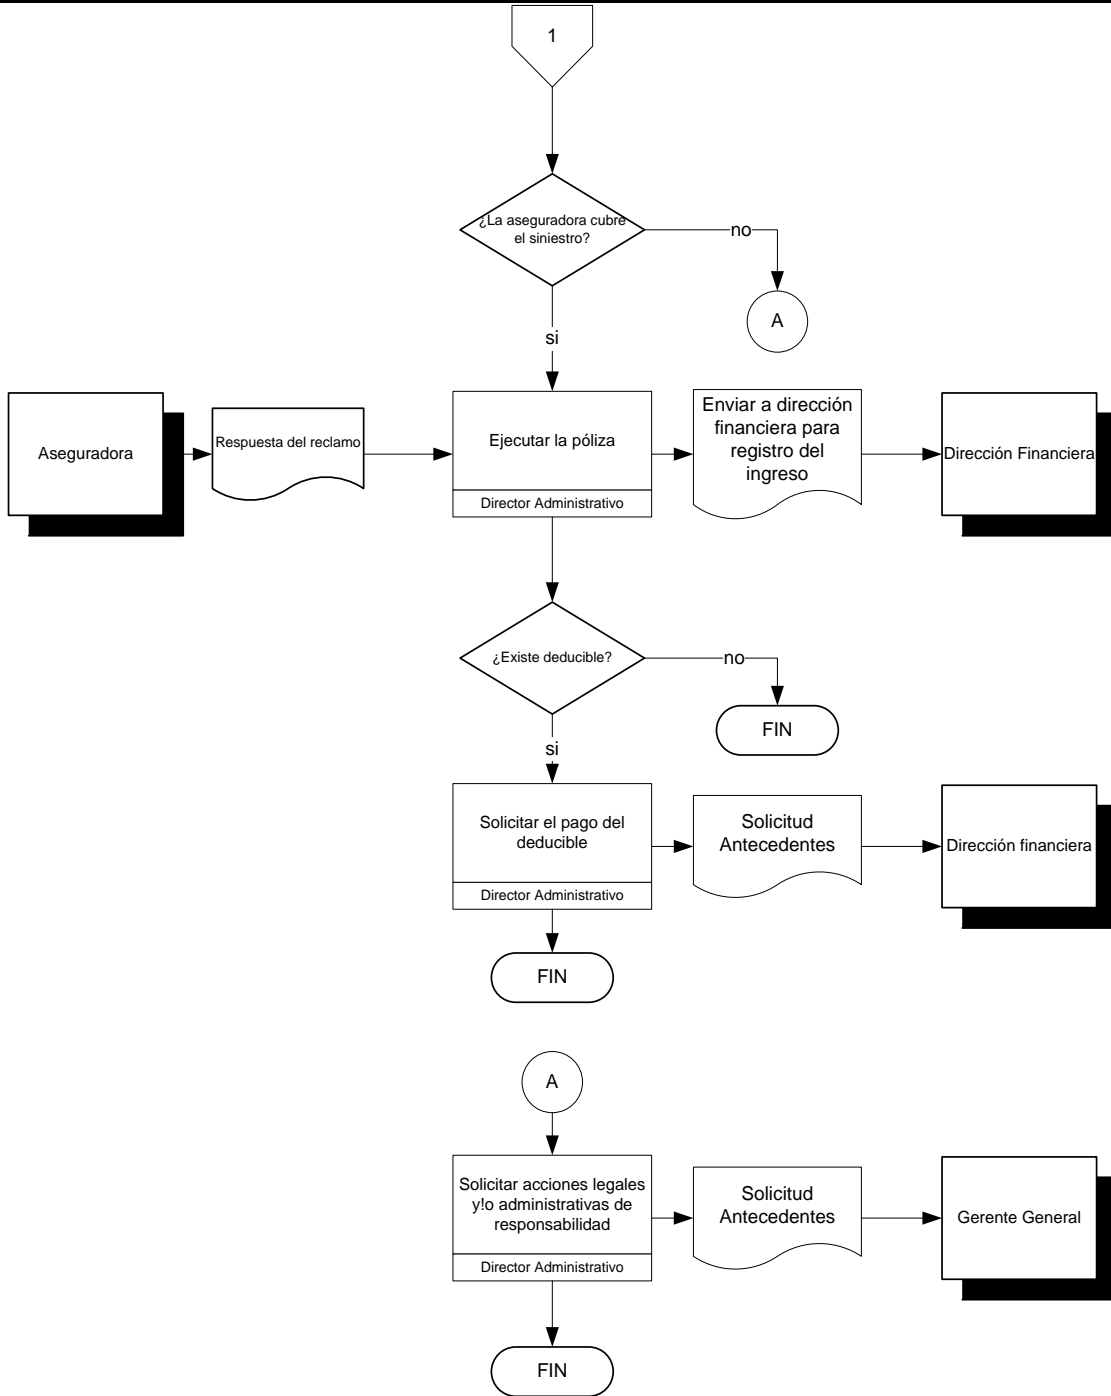 1
¿La aseguradora cubre
el siniestro?
no
A
si
Aseguradora
Respuesta del reclamo
Ejecutar la póliza
Director Administrativo
Enviar a dirección
financiera para
registro del
ingreso
Dirección Financiera
¿Existe deducible?
no
FIN
si
Solicitar el pago del
deducible
Director Administrativo
Solicitud
Antecedentes
Dirección financiera
FIN
A
Solicitar acciones legales
y!o administrativas de
responsabilidad
Director Administrativo
Solicitud
Antecedentes
Gerente General
FIN